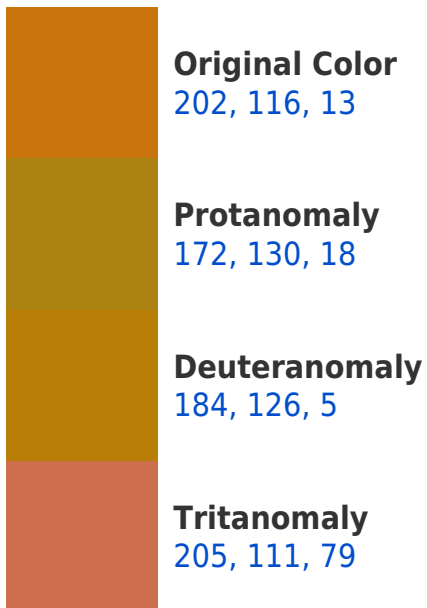 Original Color
202, 116, 13
Protanomaly
172, 130, 18
Deuteranomaly
184, 126, 5
Tritanomaly
205, 111, 79